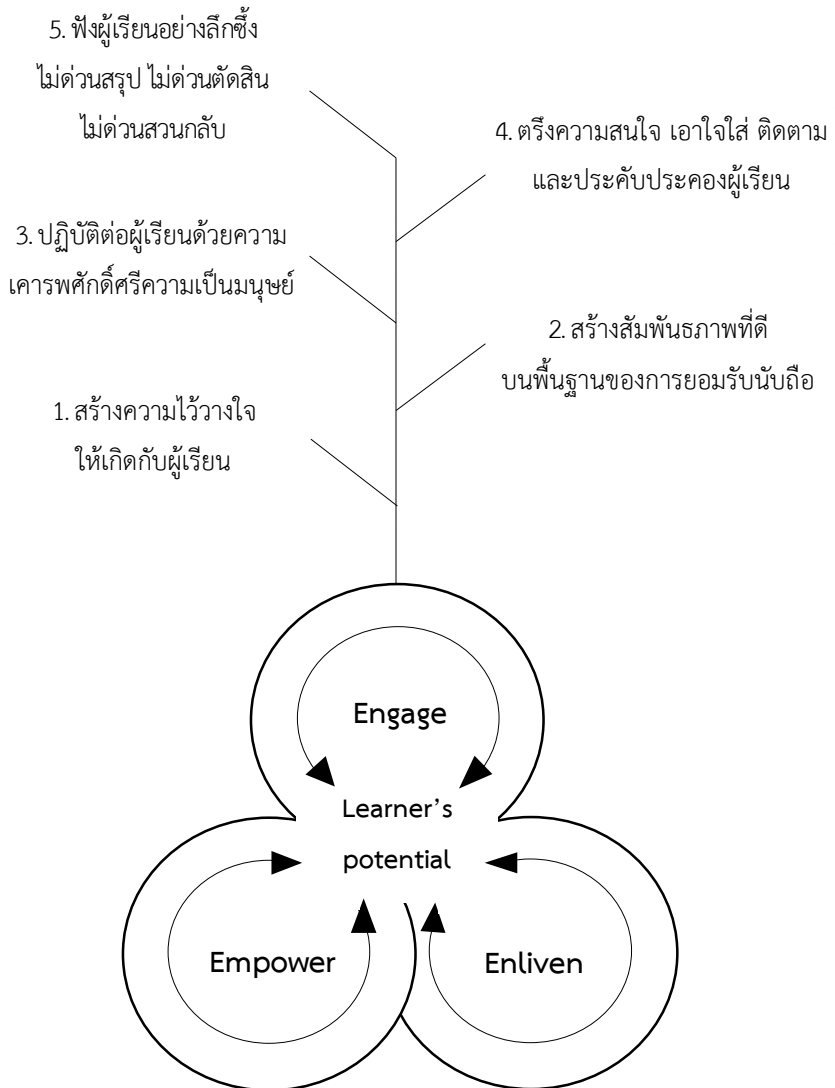 5. ฟังผู้เรียนอย่างลึกซึ้ง
ไม่ด่วนสรุป ไม่ด่วนตัดสิน
ไม่ด่วนสวนกลับ
4. ตรึงความสนใจ เอาใจใส่ ติดตาม
และประคับประคองผู้เรียน
3. ปฏิบัติต่อผู้เรียนด้วยความ
เคารพศักดิ์ศรีความเป็นมนุษย์
2. สร้างสัมพันธภาพที่ดี
บนพื้นฐานของการยอมรับนับถือ
1. สร้างความไว้วางใจ
ให้เกิดกับผู้เรียน
Engage
Learner's
potential
Empower
Enliven